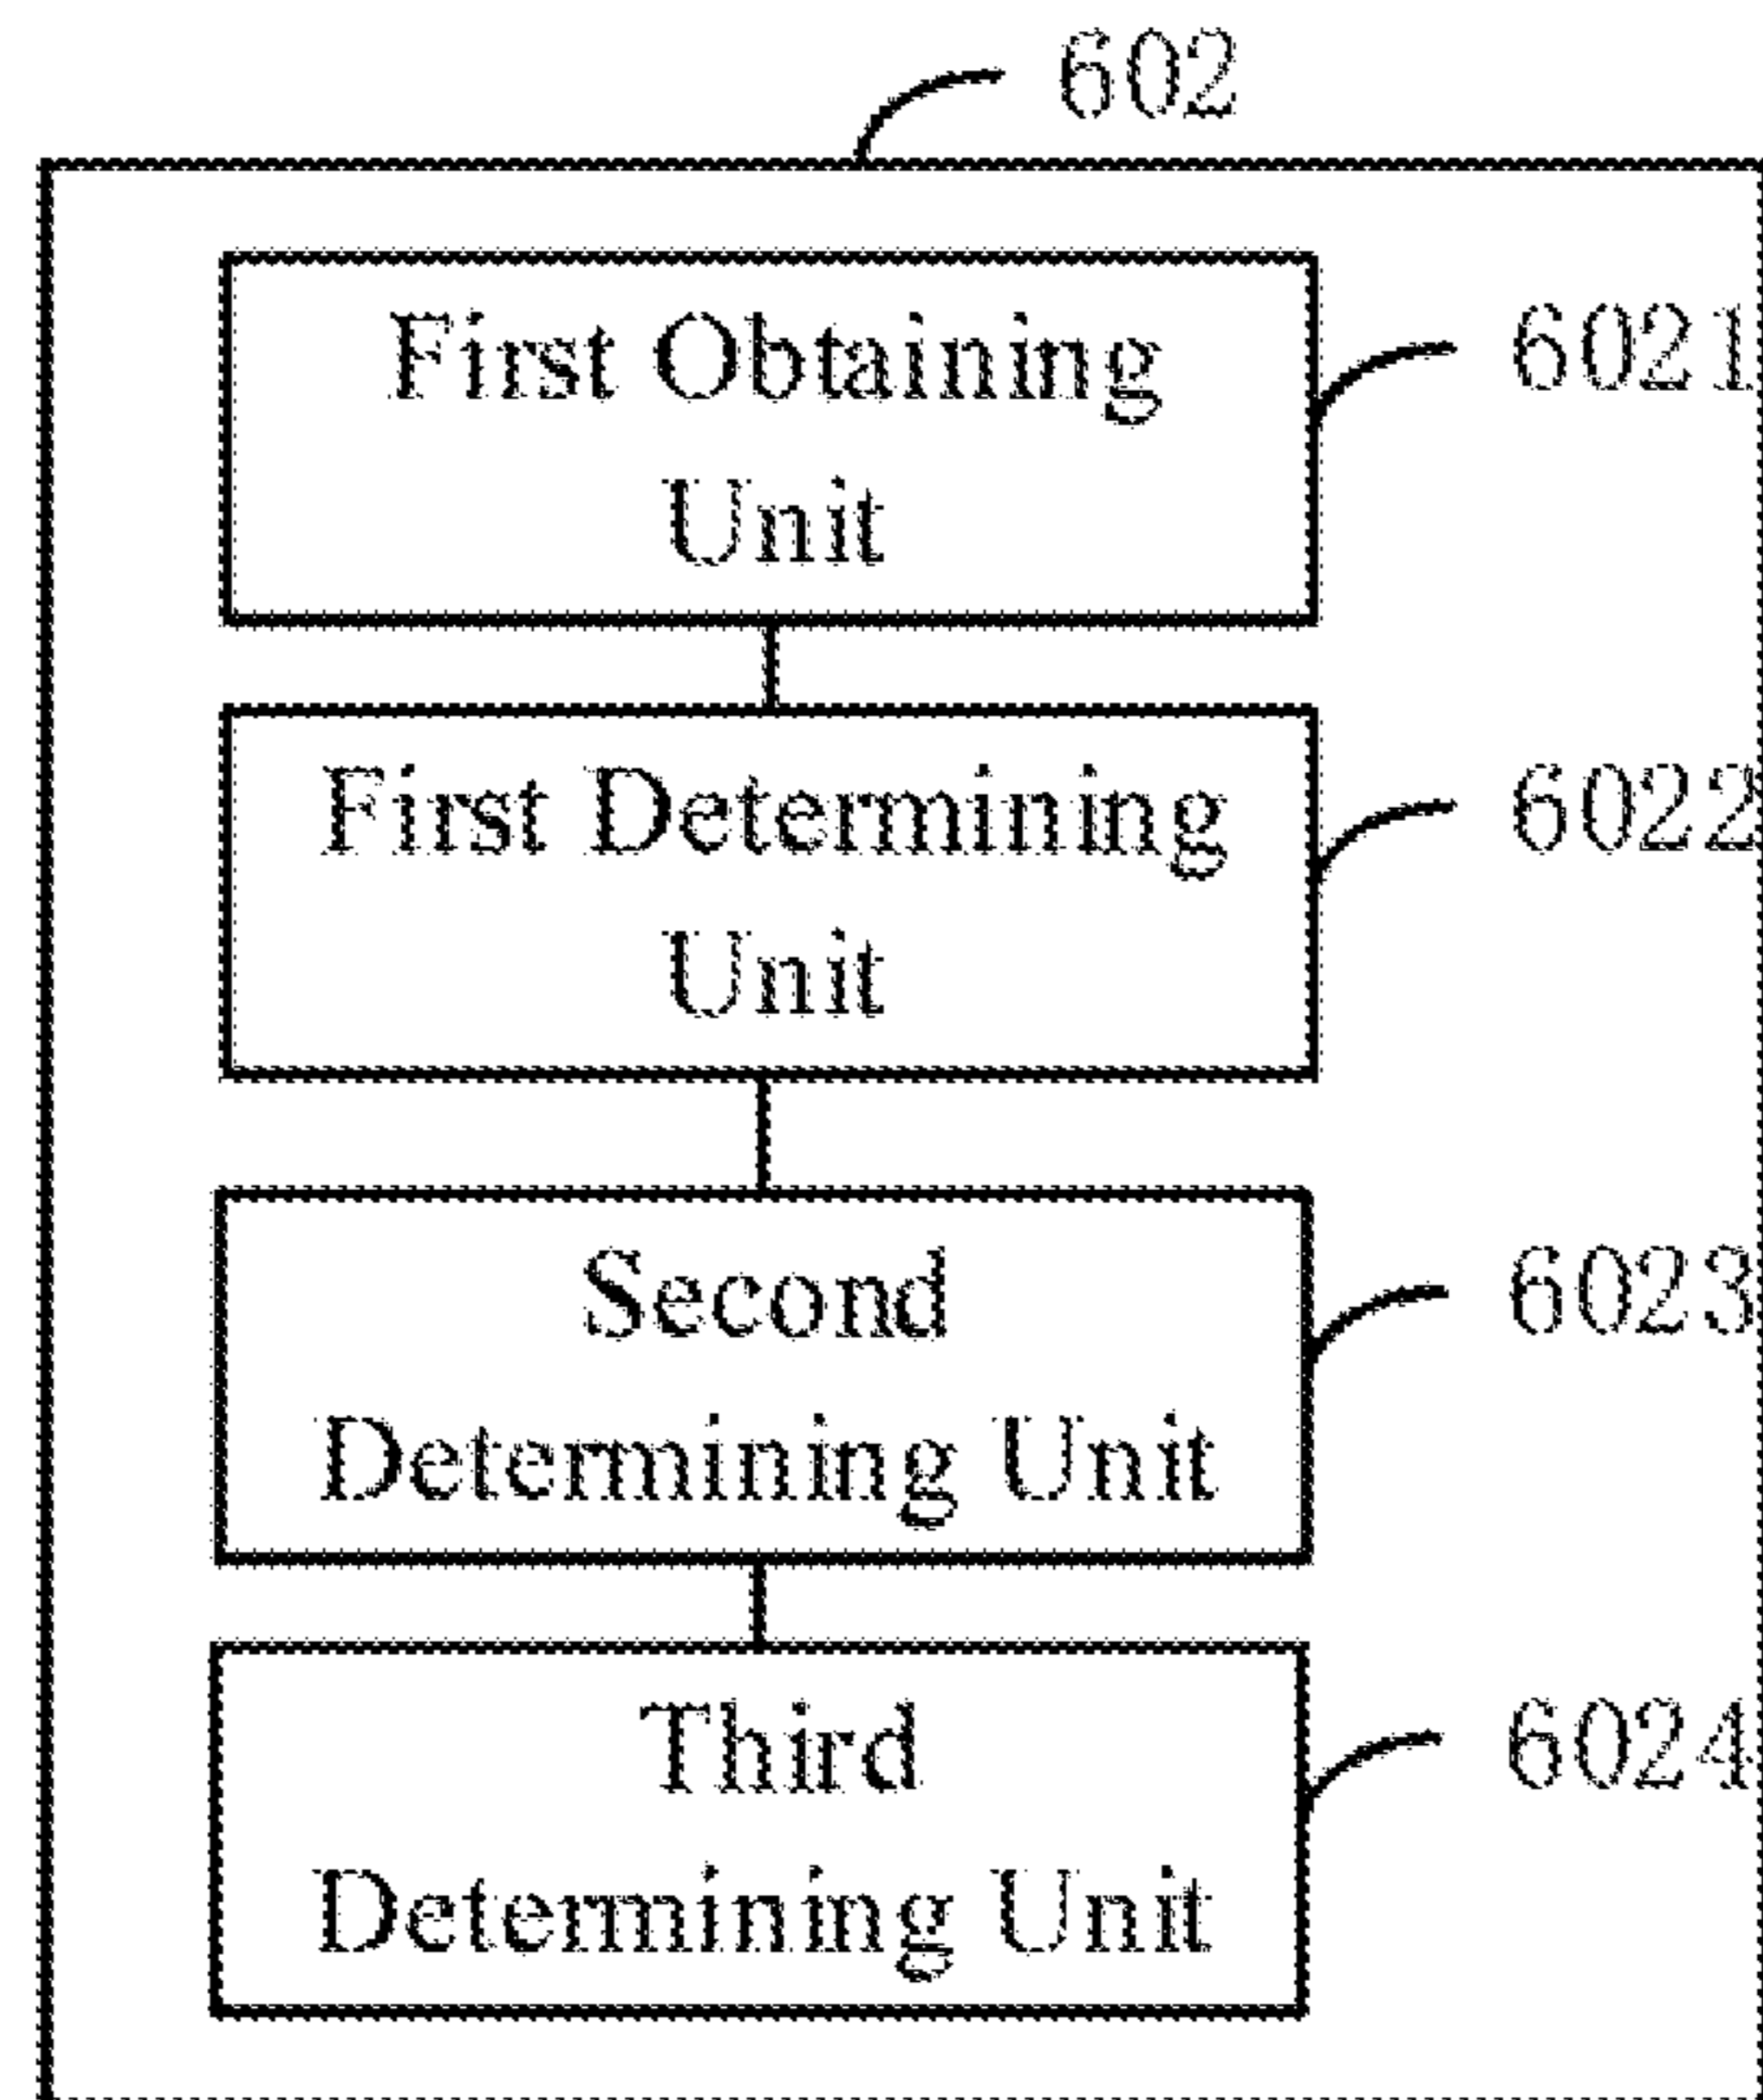 602
First Obtaining
Unit
6021
First Determining
Unit
6022
Second
Determining Unit
6023
Third
Determining Unit
6024